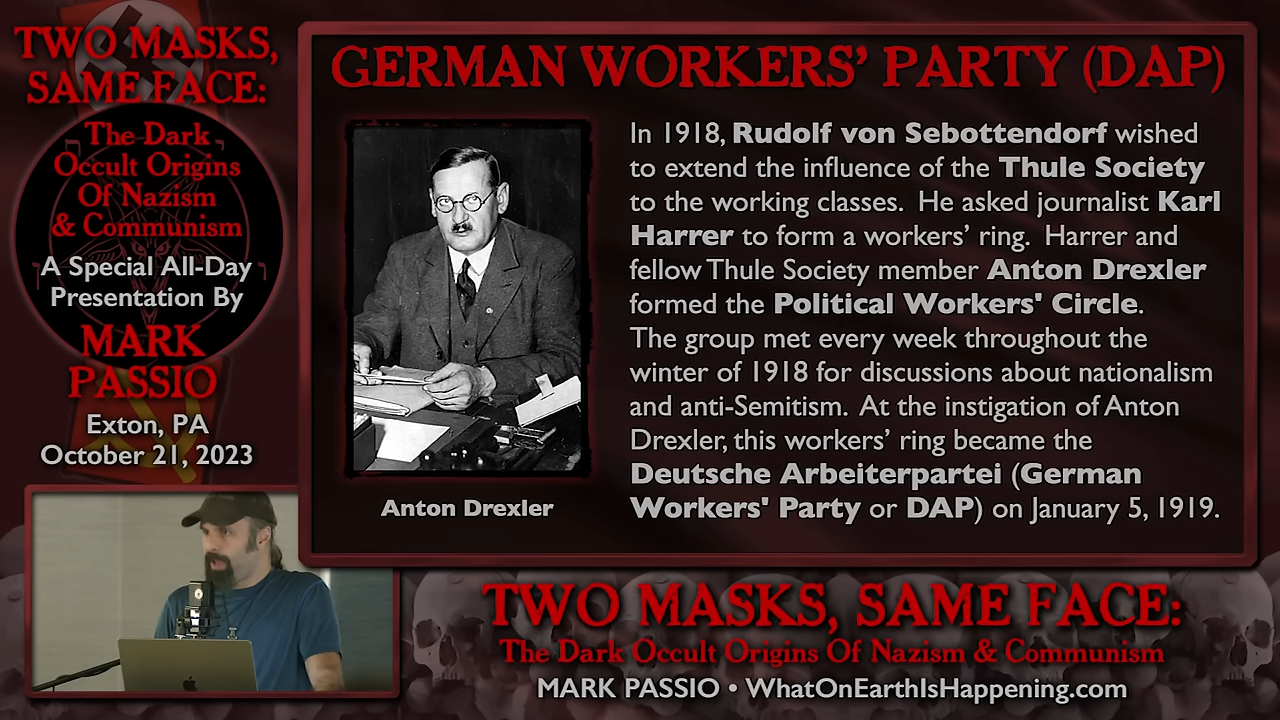 TWO MASKS,
SAME FACE:
The Dark
Occult Origins
Of Nazism
& Communism
A Special All-Day
Presentation By
MARK
PASSIO
Exton, PA
October 21, 2023
GERMAN WORKERS' PARTY (DAP)
In 1918, Rudolf von Sebottendorf wished
to extend the influence of the Thule Society
to the working classes. He asked journalist Karl
Harrer to form a workers' ring. Harrer and
fellow Thule Society member Anton Drexler
formed the Political Workers' Circle.
The group met every week throughout the
winter of 1918 for discussions about nationalism
and anti-Semitism. At the instigation of Anton
Drexler, this workers' ring became the
Deutsche Arbeiterpartei (German
Workers' Party or DAP) on January 5, 1919.
Anton Drexler
TWO MASKS, SAME FACE:
The Dark Occult Origins Of Nazism & Communism
MARK PASSIO • WhatOnEarthIsHappening.com